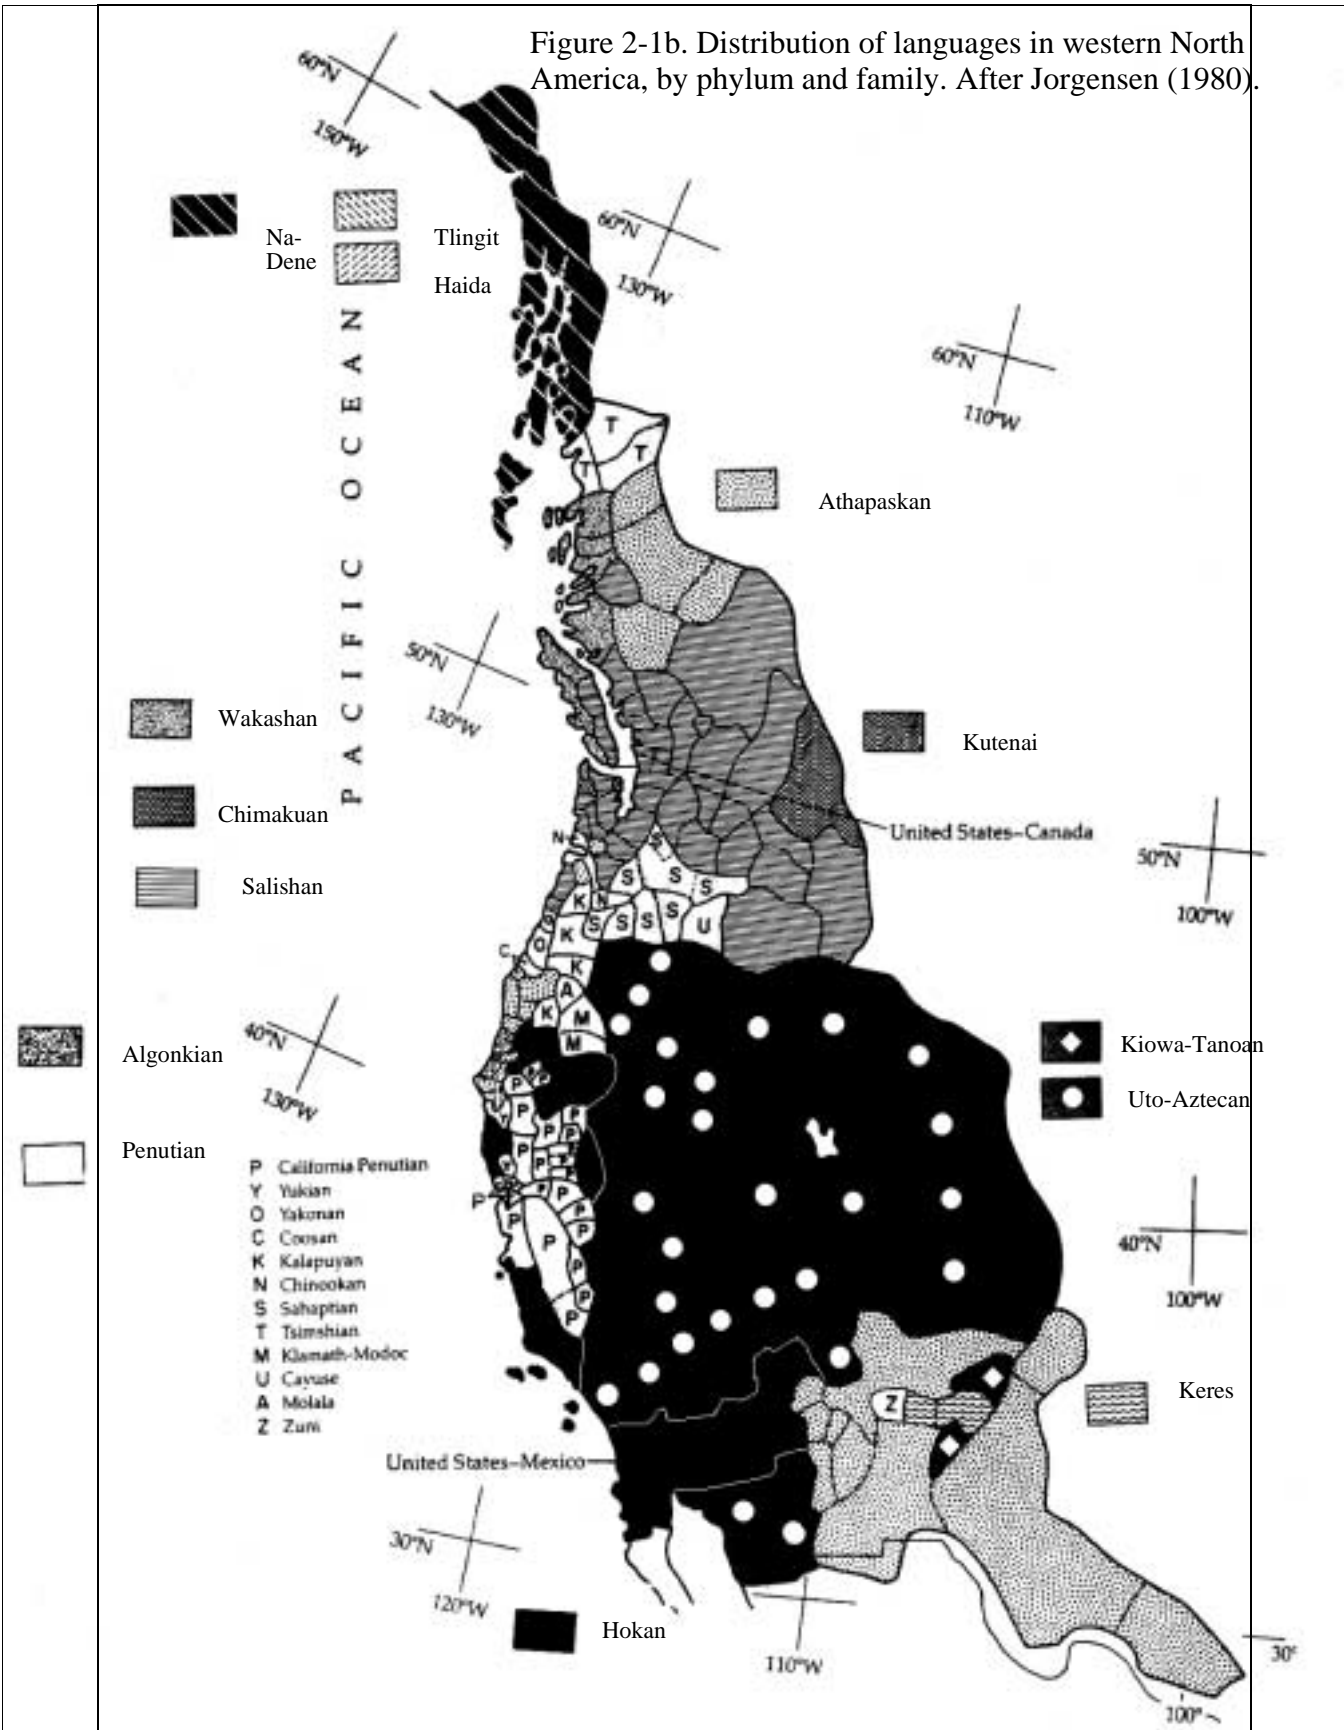 Figure 2-1b. Distribution of languages in western North
America, by phylum and family. After Jorgensen (1980).
60°N
150°W
60°N
130°W
60°N
110°W
Na-
Dene
Tlingit
Haida
PACIFIC OCEAN
T
T
T
Athapaskan
50°N
130°W
Wakashan
Chimakuan
Salishan
Kutenai
United States–Canada
50°N
100°W
N
S
S
S
S
K
N
S
S
S
S
U
O
K
C
K
A
K
M
M
40°N
130°W
Algonkian
Penutian
Kiowa-Tanoan
Uto-Aztecan
P
P
P
P
P
P
P
P
P
P
P
Y
P
P
P
P
P
P
P
P
P
P
P California Penutian
Y Yukian
O Yakonan
C Coosan
K Kalapuyan
N Chinookan
S Sahaptian
T Tsimshian
M Klamath-Modoc
U Cayuse
A Molala
Z Zuni
40°N
100°W
Z
Keres
United States–Mexico
30°N
120°W
Hokan
110°W
30°
100°